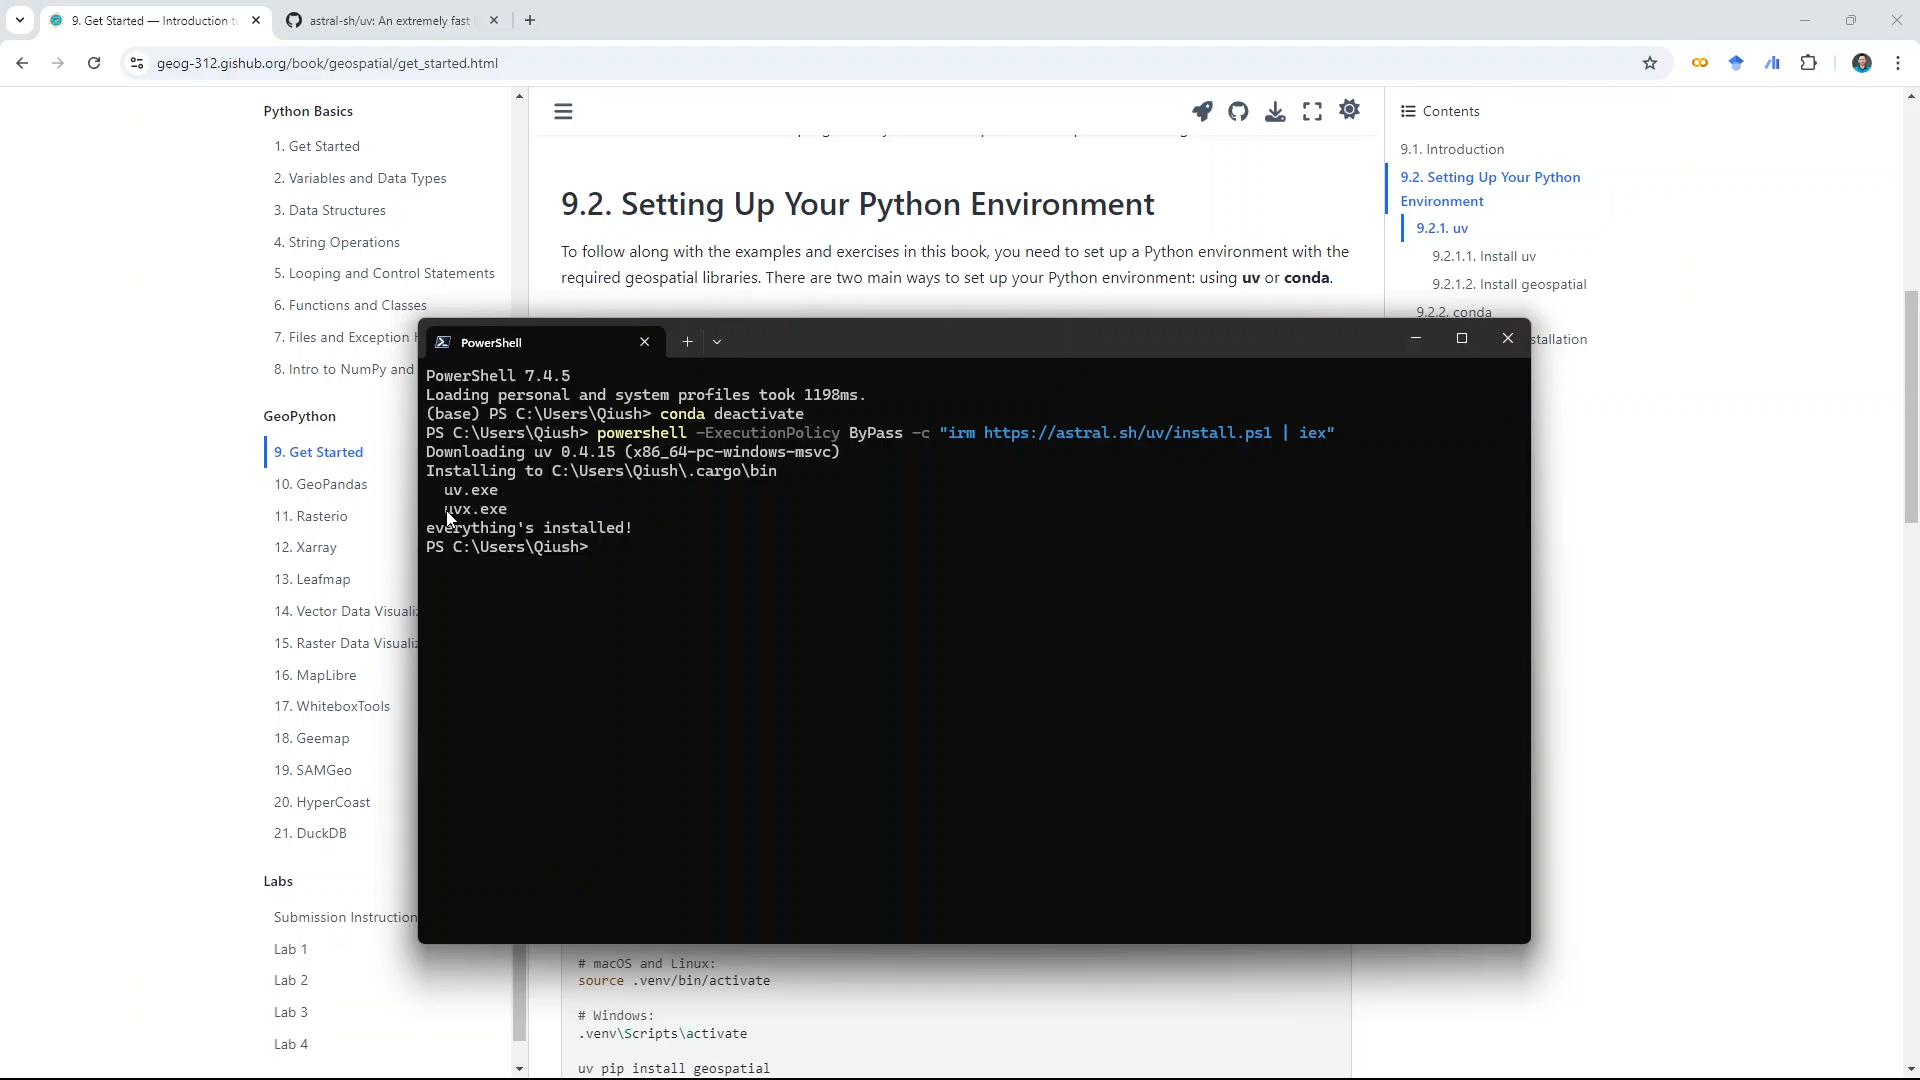 9. Get Started — Introduction t
astral-sh/uv: An extremely fast
geog-312.gishub.org/book/geospatial/get_started.html
Python Basics
1. Get Started
2. Variables and Data Types
3. Data Structures
4. String Operations
5. Looping and Control Statements
6. Functions and Classes
7. Files and Exception H
8. Intro to NumPy and
GeoPython
9. Get Started
10. GeoPandas
11. Rasterio
12. Xarray
13. Leafmap
14. Vector Data Visualiz
15. Raster Data Visualiz
16. MapLibre
17. WhiteboxTools
18. Geemap
19. SAMGeo
20. HyperCoast
21. DuckDB
Labs
Submission Instruction
Lab 1
Lab 2
Lab 3
Lab 4
9.2. Setting Up Your Python Environment
To follow along with the examples and exercises in this book, you need to set up a Python environment with the
required geospatial libraries. There are two main ways to set up your Python environment: using uv or conda.
PowerShell
PowerShell 7.4.5
Loading personal and system profiles took 1198ms.
(base) PS C:\Users\Qiush> conda deactivate
PS C:\Users\Qiush> powershell -ExecutionPolicy ByPass -c "irm https://astral.sh/uv/install.ps1 | iex"
Downloading uv 0.4.15 (x86_64-pc-windows-msvc)
Installing to C:\Users\Qiush\.cargo\bin
uv.exe
uvx.exe
everything's installed!
PS C:\Users\Qiush>
# macOS and Linux:
source .venv/bin/activate
# Windows:
.venv\Scripts\activate
uv pip install geospatial
Contents
9.1. Introduction
9.2. Setting Up Your Python
Environment
9.2.1. uv
9.2.1.1. Install uv
9.2.1.2. Install geospatial
9.2.2. conda
stallation